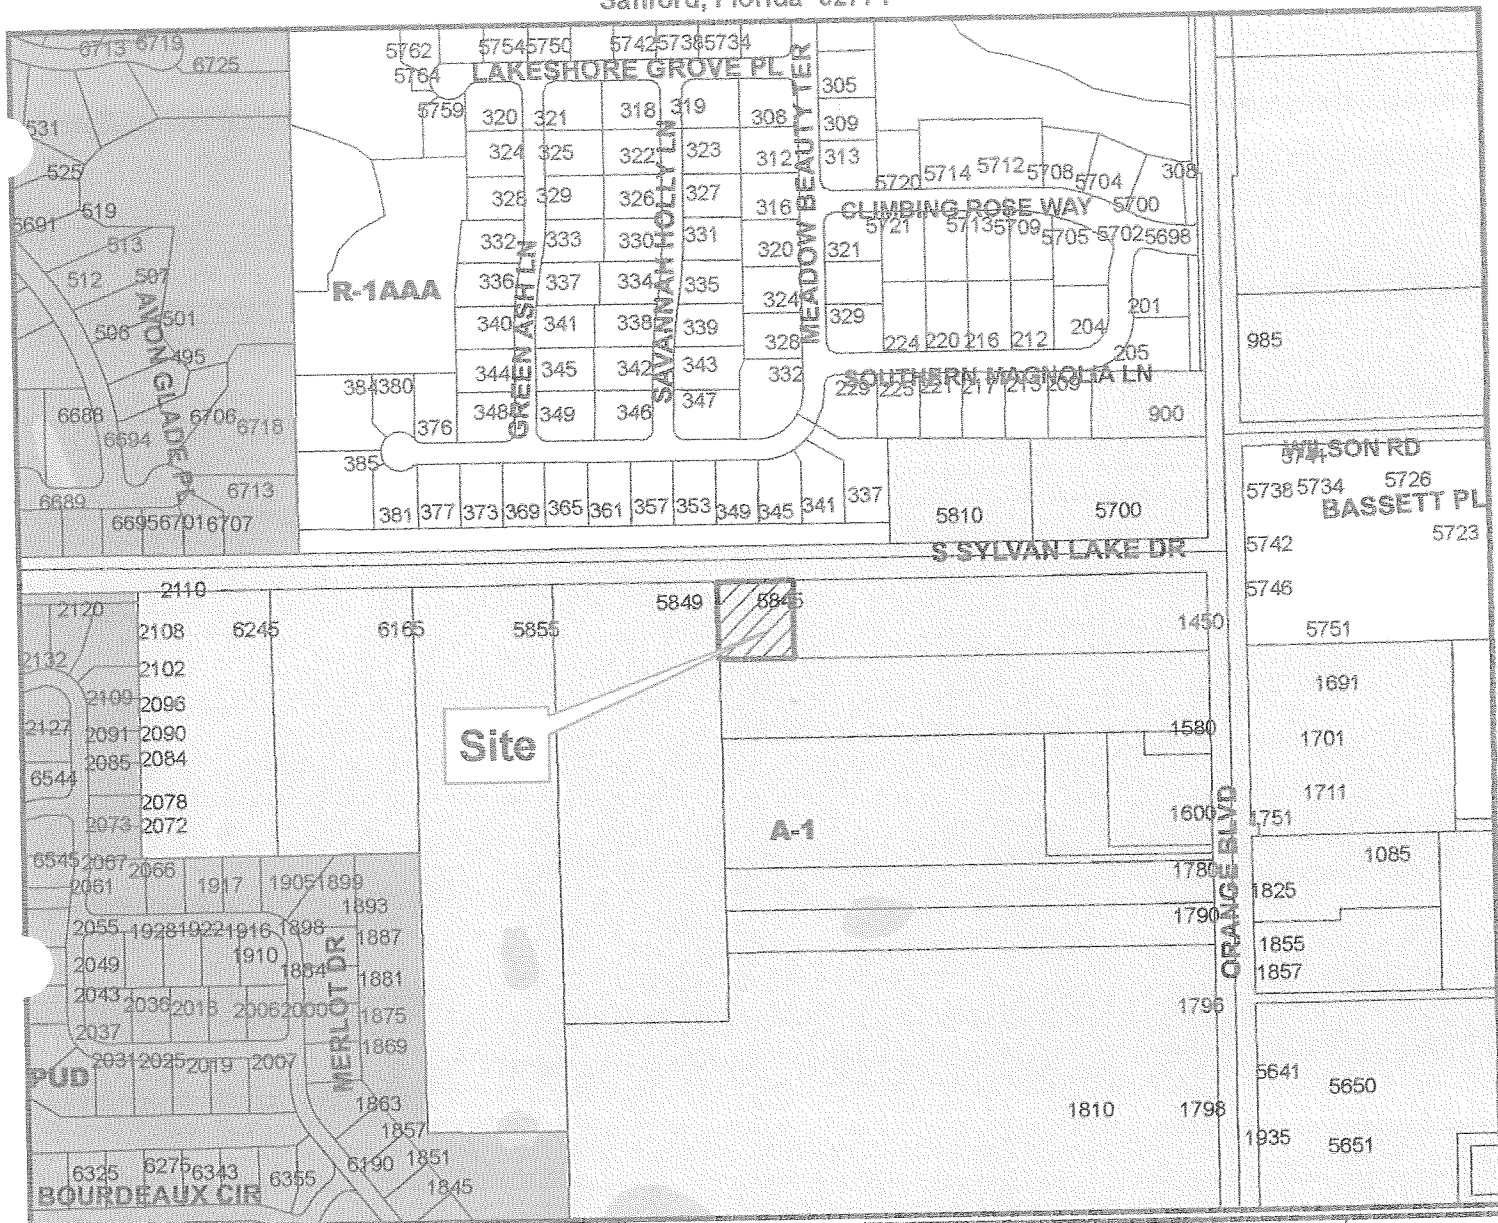 Sanford, Florida 32771
6713 6719
6725
5762 5754 5750 5742 5738 5734
5764
LAKESHORE GROVE PL
305
5759 320 321 318 319 308
309
531
324 325 322 323 312 313
525
5720 5714 5712 5708 5704 308
328 329 326 327 316
CLIMBING ROSE WAY 5700
519
5691
513
332 333 330 331 320 321
5721 5713 5709 5705 5702 5698
512 507
R-1AAA
336 337 334 335 324
201
501
506
340 341 338 339 328 329
224 220 216 212 204
985
495
205
344 345 342 343 332
SOUTHERN MAGNOLIA LN
384 380
229 225 221 217 213 209
6688 6706 6718
6694
376 348 349 346 347
900
GREEN ASH LN
SAVANNAH HOLLY LN
MEADOW BEAUTY TER
AVON GLADE PL
385
WILSON RD
6689 6713
5738 5734 5726
BASSETT PL
6695 6701 6707
381 377 373 369 365 361 357 353 349 345 341 337
5810 5700
5723
S SYLVAN LAKE DR
5742
2110
5746
2120
5849 5845
2108 6245 6165 5855
1450
5751
2132 2102
2109 2096
1691
2127 2091 2090
Site
1580
1701
2085 2084
6544
2078
1711
2073 2072
A-1
1600
1751
ORANGE BLVD
6545 2067 2066
1085
2061 1917 1905 1899
1780
1825
1893
2055 1928 1922 1916 1898
1790
1887
1910
1855
2049 1884 1881
1857
2043 2036 2018 2006 2000 1875
1796
2037
MERLOT DR
1869
2031 2025 2019 2007
5641
PUD
5650
1863
1810 1798
1857
1935
5651
6325 6275 6343 6355 6190 1851
1845
BOURDEAUX CIR